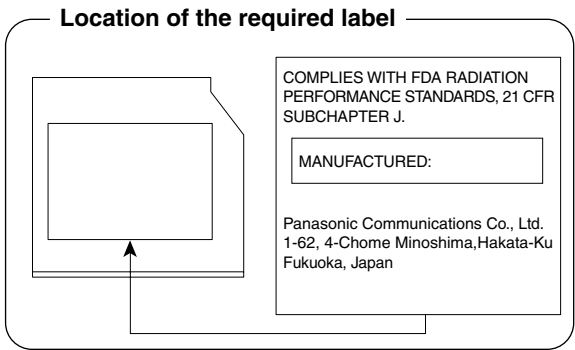 Location of the required label
COMPLIES WITH FDA RADIATION
PERFORMANCE STANDARDS, 21 CFR
SUBCHAPTER J.
MANUFACTURED:
Panasonic Communications Co., Ltd.
1-62, 4-Chome Minoshima,Hakata-Ku
Fukuoka, Japan